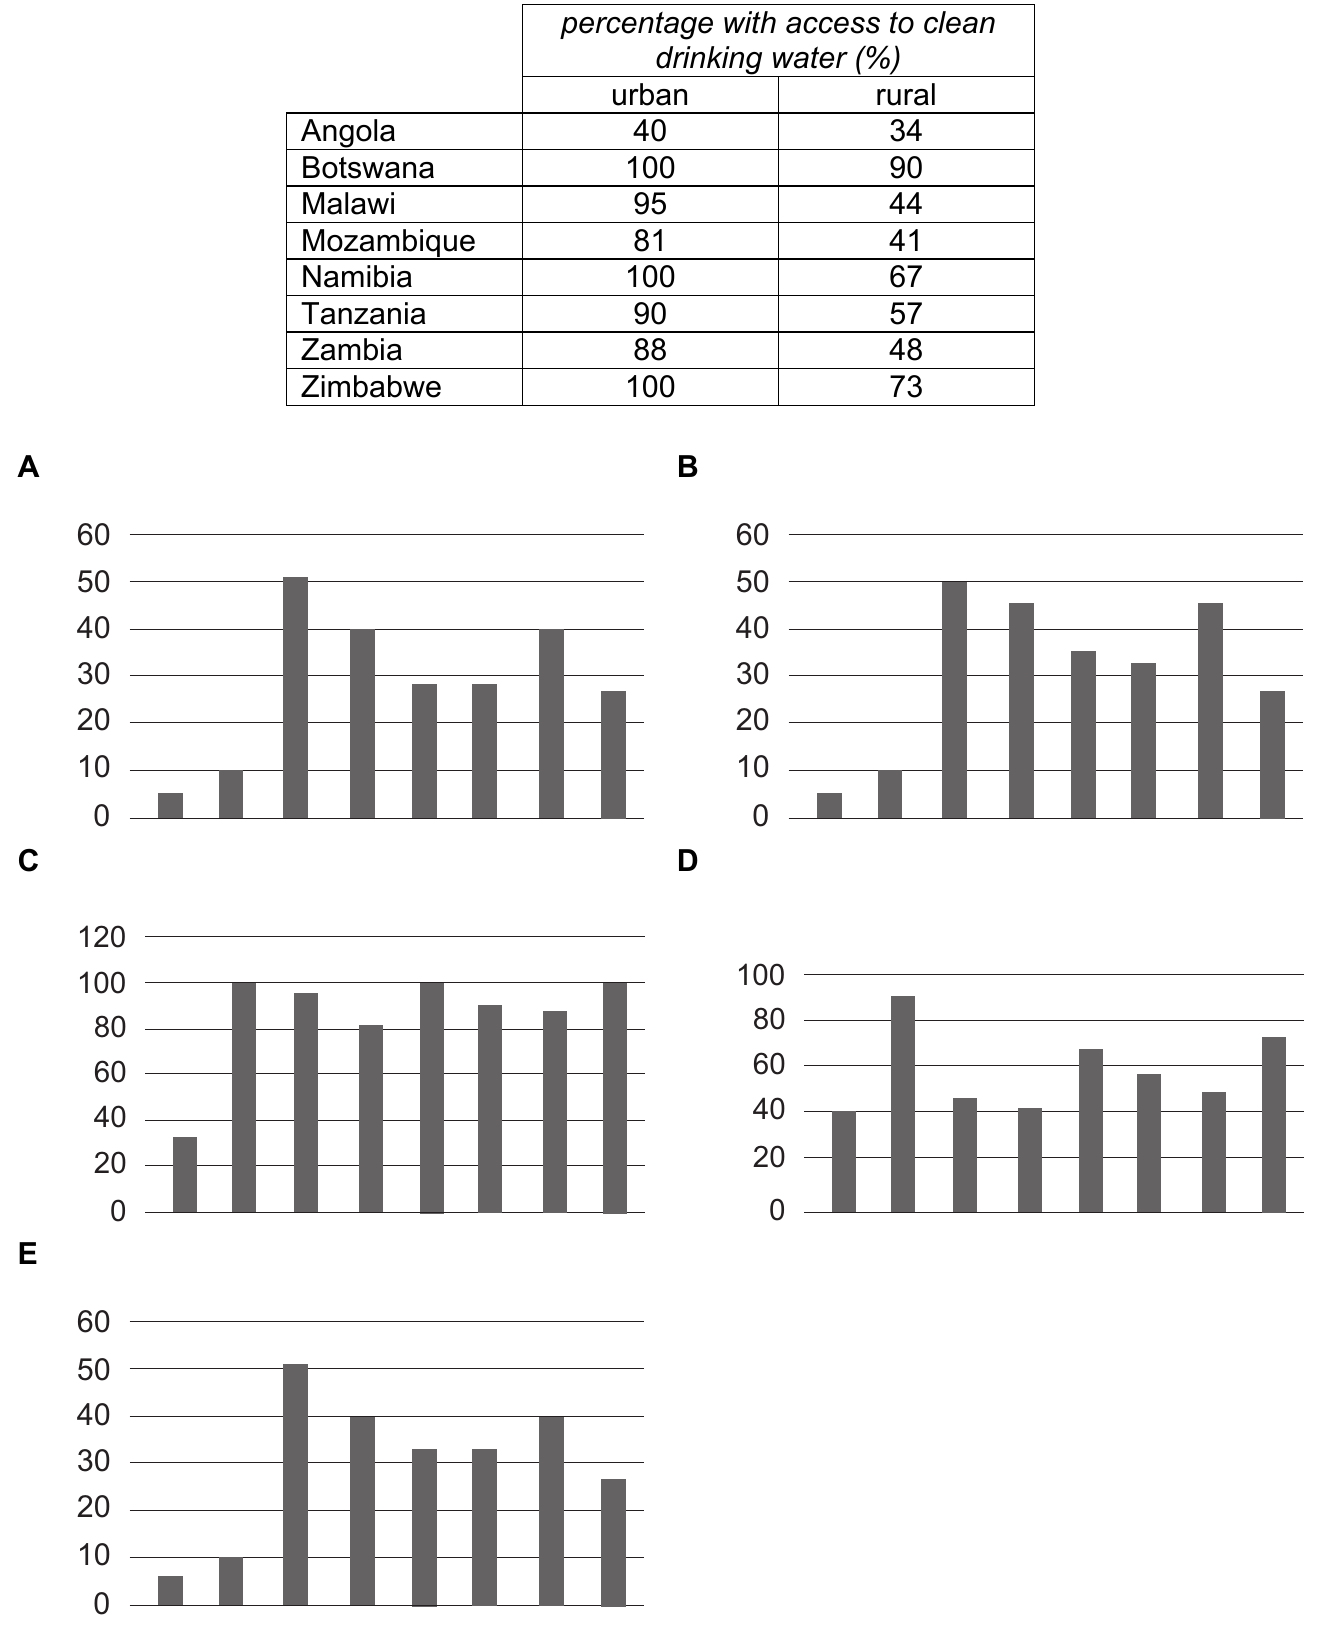 percentage with access to clean
drinking water (%)
urban rural
Angola 40 34
Botswana 100 90
Malawi 95 44
Mozambique 81 41
Namibia 100 67
Tanzania 90 57
Zambia 88 48
Zimbabwe 100 73
A
60
50
40
30
20
10
0
B
60
50
40
30
20
10
0
C
120
100
80
60
40
20
0
D
100
80
60
40
20
0
E
60
50
40
30
20
10
0